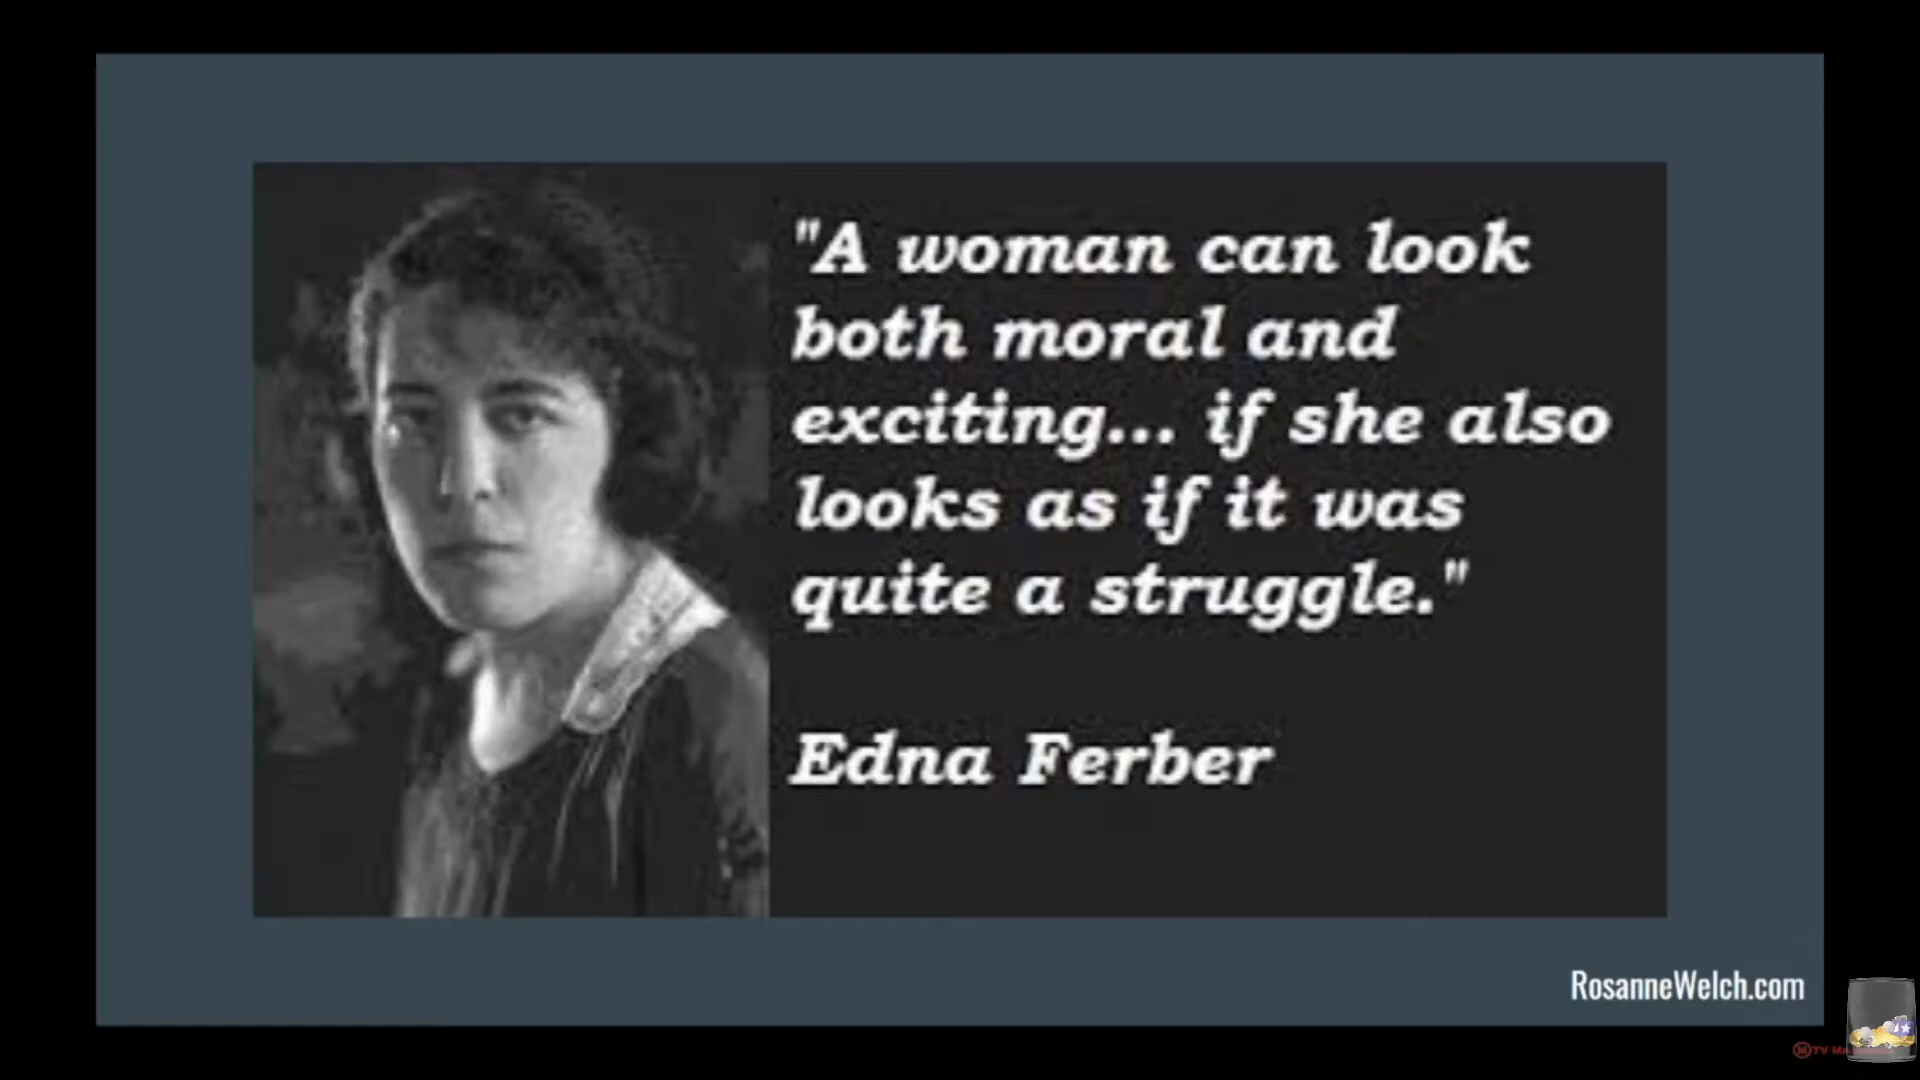 "A woman can look
both moral and
exciting... if she also
looks as if it was
quite a struggle."
Edna Ferber
RosanneWelch.com
TV